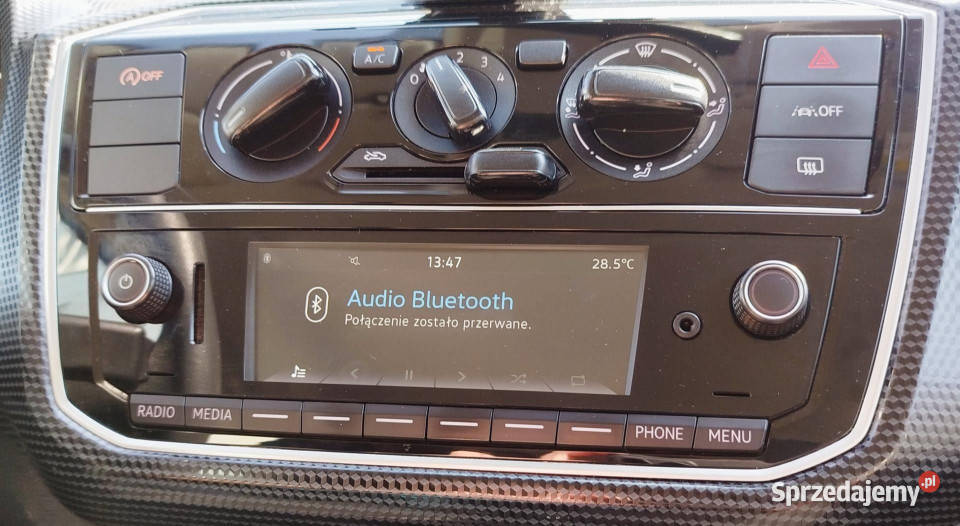 OFF
A/C
0
2
3
4
OFF
13:47
28.5°C
Audio Bluetooth
Połączenie zostało przerwane.
RADIO
MEDIA
PHONE
MENU
Sprzedajemy.pl